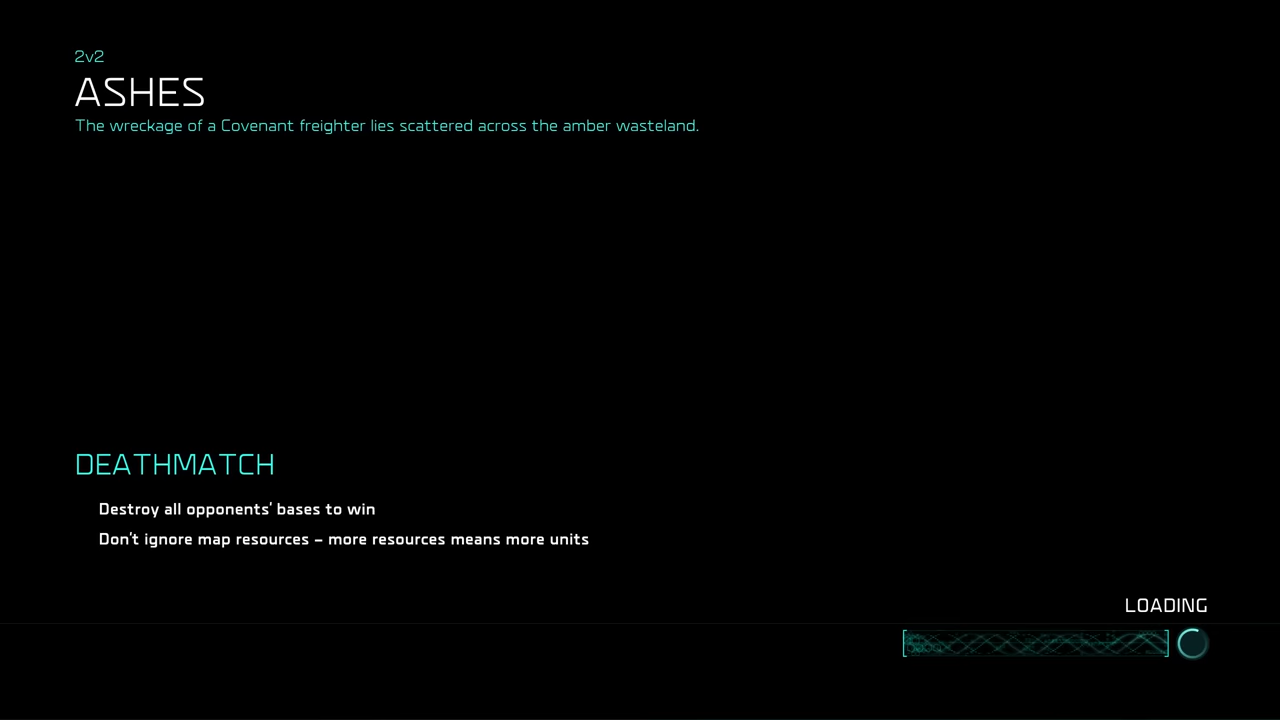 2v2
ASHES
The wreckage of a Covenant freighter lies scattered across the amber wasteland.
DEATHMATCH
Destroy all opponents' bases to win
Don't ignore map resources – more resources means more units
LOADING